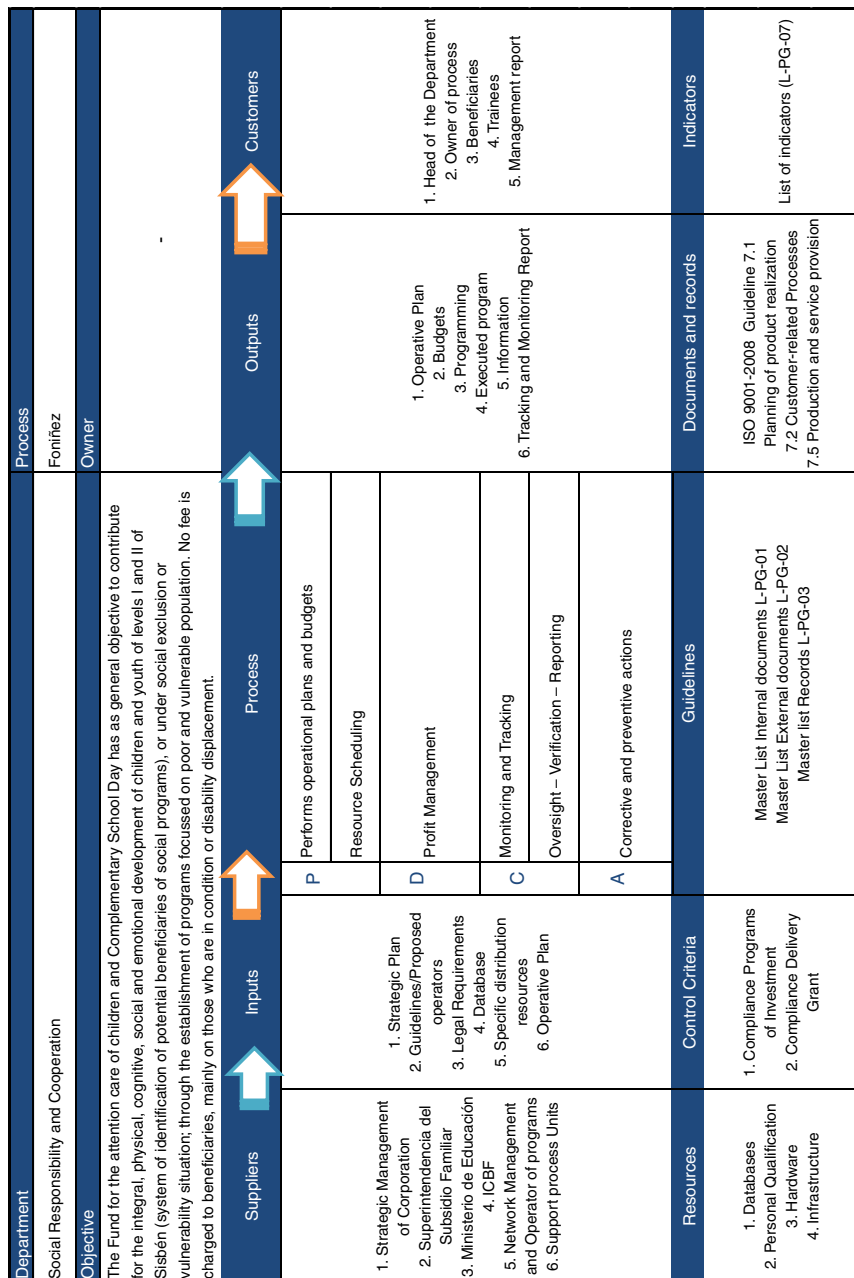 Department
Process
Social Responsibility and Cooperation
Foniñez
Objective
Owner
The Fund for the attention care of children and Complementary School Day has as general objective to contribute
for the integral, physical, cognitive, social and emotional development of children and youth of levels I and II of
Sisbén (system of identification of potential beneficiaries of social programs), or under social exclusion or
vulnerability situation; through the establishment of programs focussed on poor and vulnerable population. No fee is
charged to beneficiaries, mainly on those who are in condition or disability displacement.
-
Suppliers
Inputs
Process
Outputs
Customers
1. Strategic Management
of Corporation
2. Superintendencia del
Subsidio Familiar
3. Ministerio de Educación
4. ICBF
5. Network Management
and Operator of programs
6. Support process Units
1. Strategic Plan
2. Guidelines/Proposed
operators
3. Legal Requirements
4. Database
5. Specific distribution
resources
6. Operative Plan
P
Performs operational plans and budgets
Resource Scheduling
D
Profit Management
C
Monitoring and Tracking
Oversight – Verification – Reporting
A
Corrective and preventive actions
1. Operative Plan
2. Budgets
3. Programming
4. Executed program
5. Information
6. Tracking and Monitoring Report
1. Head of the Department
2. Owner of process
3. Beneficiaries
4. Trainees
5. Management report
Resources
Control Criteria
Guidelines
Documents and records
Indicators
1. Databases
2. Personal Qualification
3. Hardware
4. Infrastructure
1. Compliance Programs
of Investment
2. Compliance Delivery
Grant
Master List Internal documents L-PG-01
Master List External documents L-PG-02
Master list Records L-PG-03
ISO 9001-2008 Guideline 7.1
Planning of product realization
7.2 Customer-related Processes
7.5 Production and service provision
List of indicators (L-PG-07)